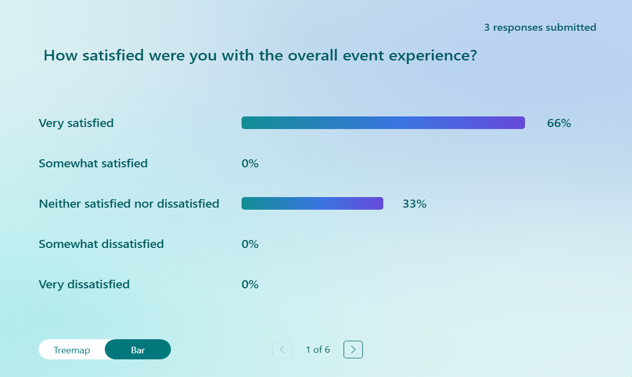 3 responses submitted
How satisfied were you with the overall event experience?
Very satisfied 66%
Somewhat satisfied 0%
Neither satisfied nor dissatisfied 33%
Somewhat dissatisfied 0%
Very dissatisfied 0%
Treemap Bar 1 of 6